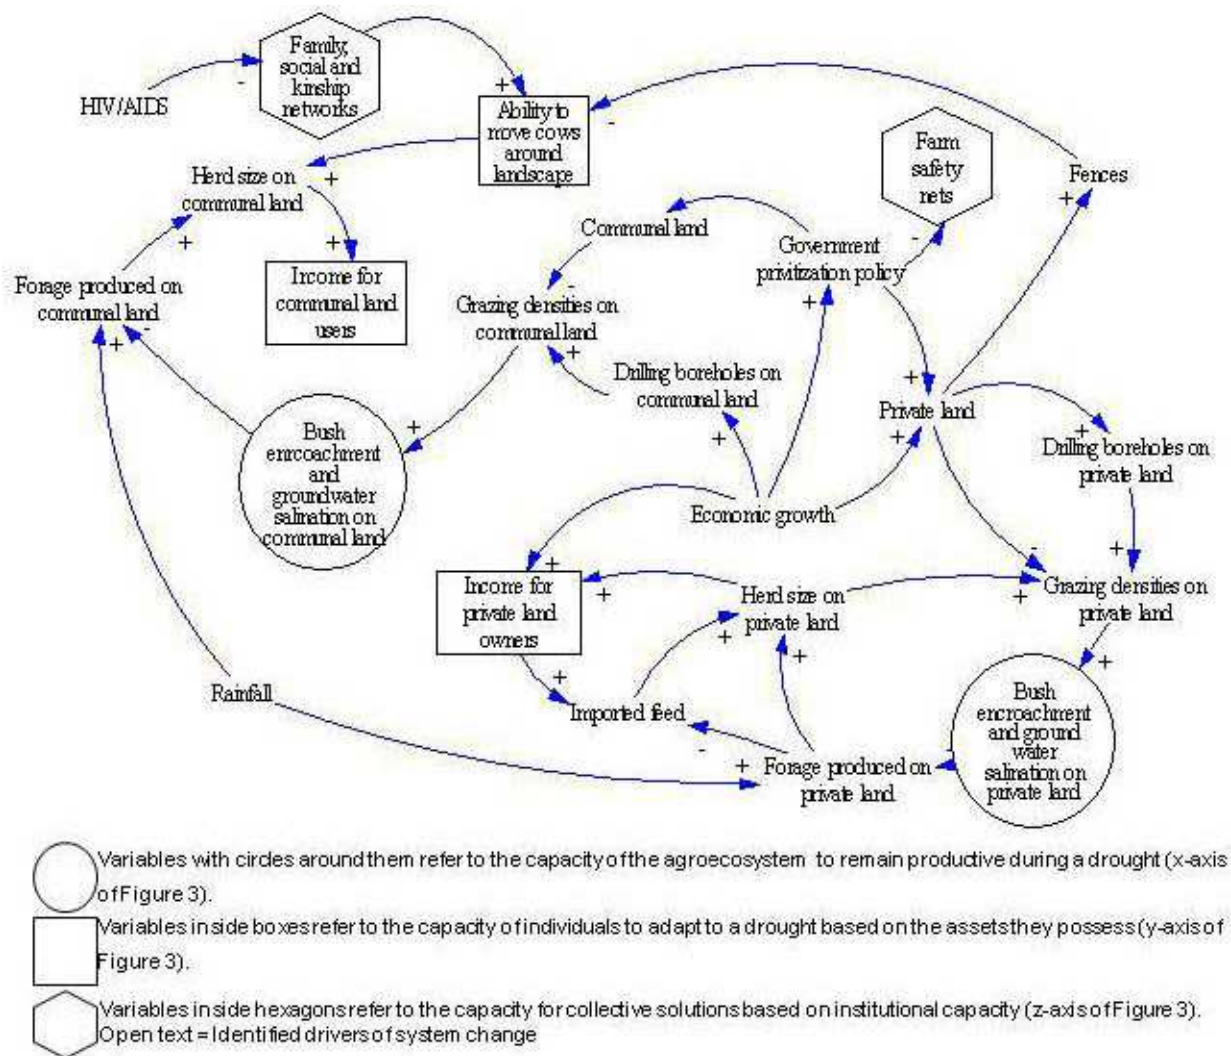 Family,
social and
kinship
networks
-
HIV/AIDS
+
Ability to
move cows
around
landscape
-
Farm
safety
nets
-
Fences
+
Herd size on
communal land
+
+
+
Income for
communal land
users
Communal land
-
Government
privitization policy
+
Forage produced on
communal land
-
+
Grazing densities on
communal land
+
Drilling boreholes on
communal land
+
+
Private land
+
+
Drilling boreholes on
private land
+
Bush
enrcoachment
and
groundwater
salination on
communal land
+
Economic growth
+
Income for
private land
owners
+
+
Herd size on
private land
+
+
-
+
Grazing densities on
private land
+
Rainfall
Imported feed
-
+
Forage produced on
private land
-
Bush
encroachment
and ground
water
salination on
private land
Variables with circles around them refer to the capacity of the agroecosystem to remain productive during a drought (x-axis
of Figure 3).
Variables inside boxes refer to the capacity of individuals to adapt to a drought based on the assets they possess (y-axis of
Figure 3).
Variables inside hexagons refer to the capacity for collective solutions based on institutional capacity (z-axis of Figure 3).
Open text = Identified drivers of system change